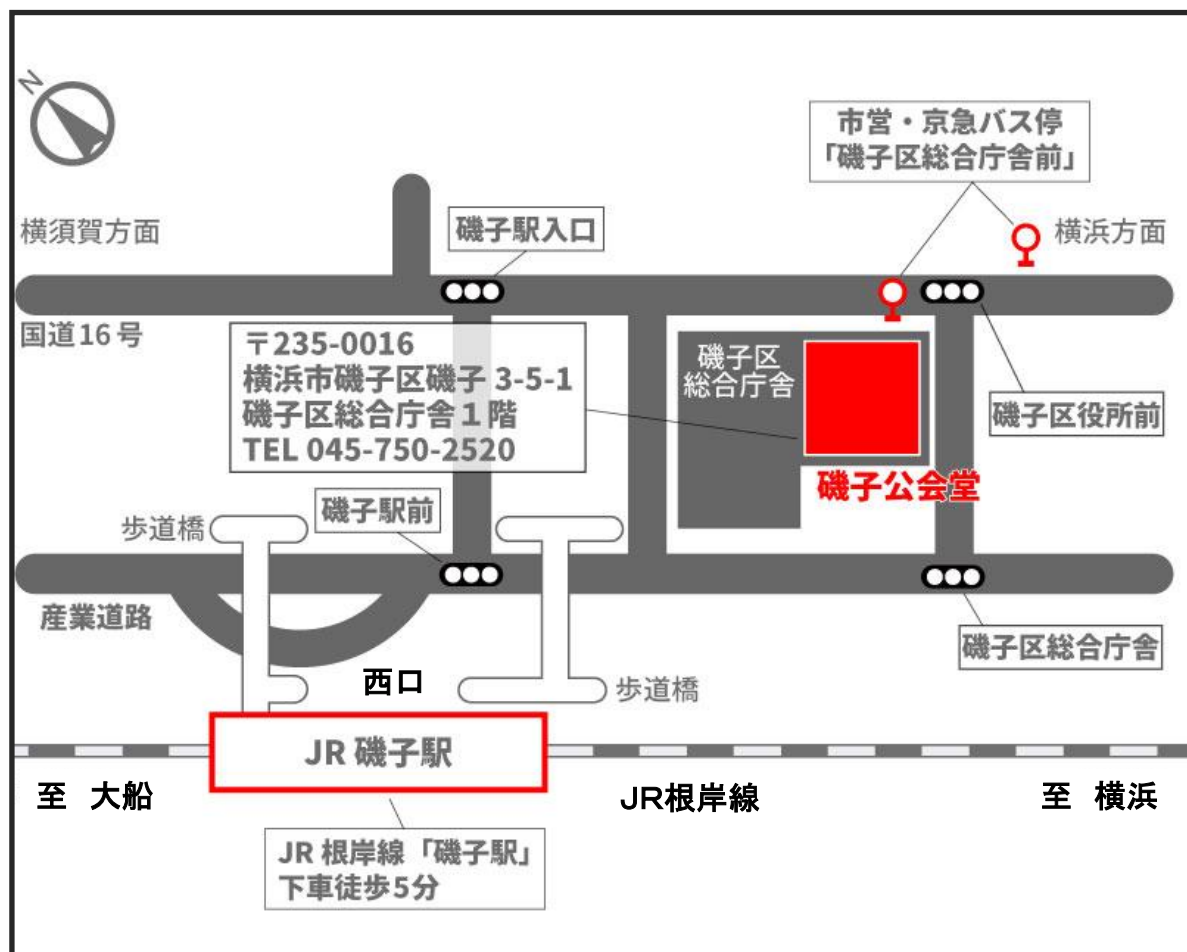 N
市営・京急バス停
「磯子区総合庁舎前」
横須賀方面
磯子駅入口
横浜方面
国道16号
〒235-0016
横浜市磯子区磯子 3-5-1
磯子区総合庁舎１階
TEL 045-750-2520
磯子区
総合庁舎
磯子区役所前
磯子公会堂
磯子駅前
歩道橋
産業道路
磯子区総合庁舎
西口
歩道橋
JR 磯子駅
至 大船
JR根岸線
至 横浜
JR 根岸線「磯子駅」
下車徒歩5分